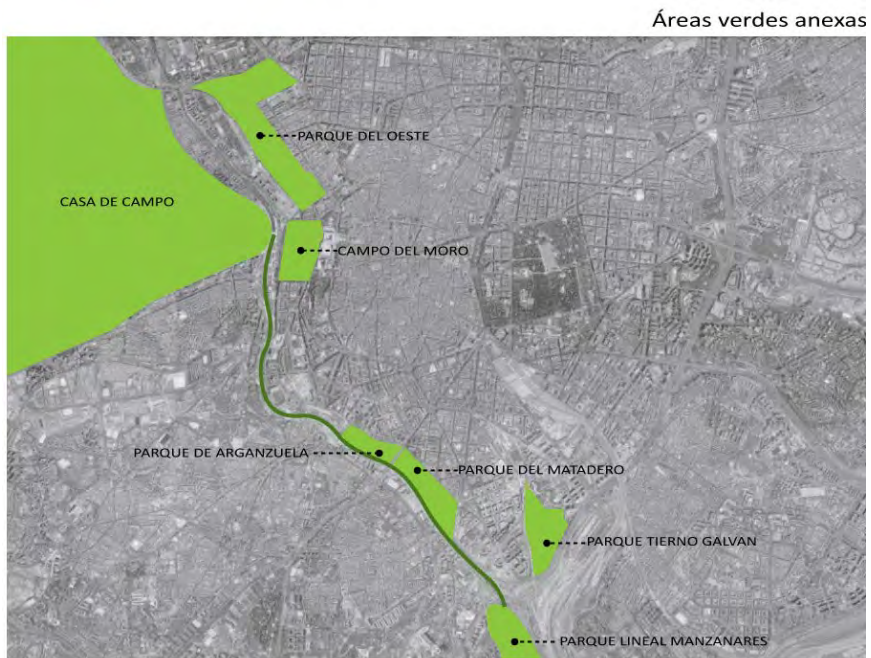 Áreas verdes anexas
PARQUE DEL OESTE
CASA DE CAMPO
CAMPO DEL MORO
PARQUE DE ARGANZUELA
PARQUE DEL MATADERO
PARQUE TIERNO GALVAN
PARQUE LINEAL MANZANARES